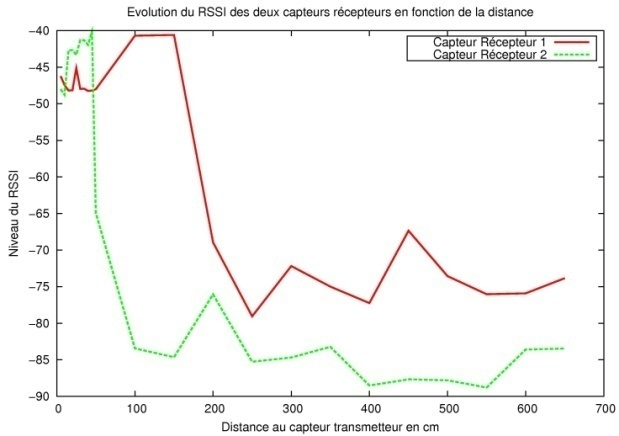 Evolution du RSSI des deux capteurs récepteurs en fonction de la distance
Capteur Récepteur 1
Capteur Récepteur 2
Niveau du RSSI
-40
-45
-50
-55
-60
-65
-70
-75
-80
-85
-90
0 100 200 300 400 500 600 700
Distance au capteur transmetteur en cm